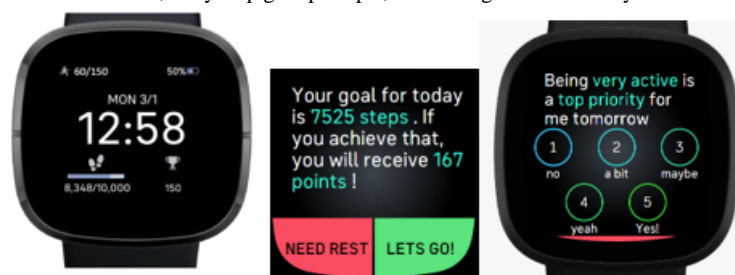 60/150
50%
MON 3/1
12:58
8,348/10,000
150
Your goal for today
is 7525 steps . If
you achieve that,
you will receive 167
points !
NEED REST
LETS GO!
Being very active is
a top priority for
me tomorrow
1
2
3
no
a bit
maybe
4
5
yeah
Yes!